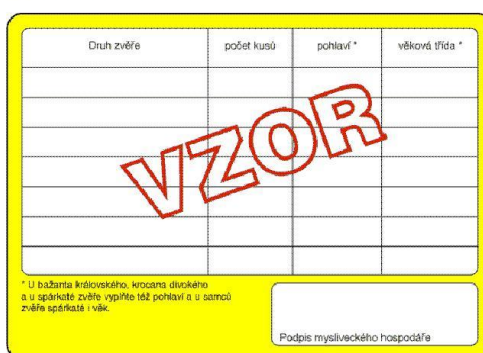 Druh zvěře počet kusů pohlaví * věková třída *
VZOR
* U bažanta královského, krocana divokého
a u spárkaté zvěře vyplňte též pohlaví a u samců
zvěře spárkaté i věk.
Podpis mysliveckého hospodáře